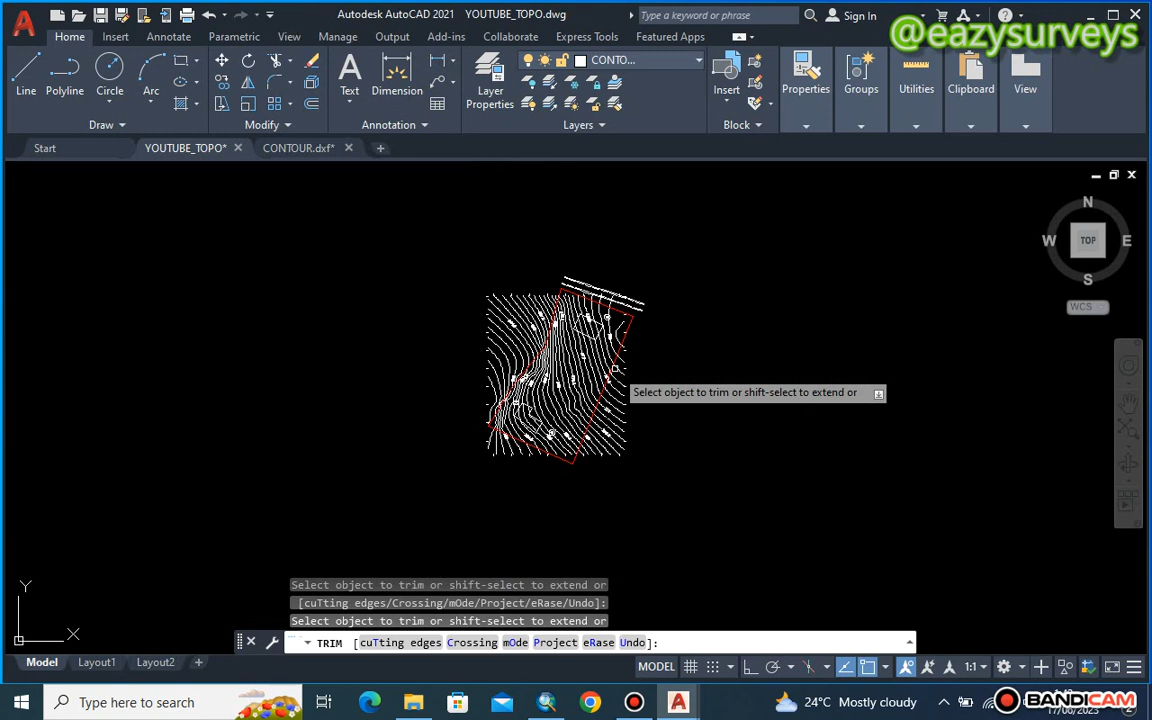 Autodesk AutoCAD 2021 YOUTUBE_TOPO.dwg
Type a keyword or phrase
Sign In
@eazysurveys
Home Insert Annotate Parametric View Manage Output Add-ins Collaborate Express Tools Featured Apps
CONTO...
Line Polyline Circle Arc
Text Dimension
Layer Properties
Insert
Properties Groups Utilities Clipboard View
Draw Modify Annotation Layers Block
Start YOUTUBE_TOPO* CONTOUR.dxf*
N
W TOP E
S
WCS
Select object to trim or shift-select to extend or
Y
X
Select object to trim or shift-select to extend or
[cuTting edges/Crossing/mOde/Project/eRase/Undo]:
Select object to trim or shift-select to extend or
TRIM [cuTting edges Crossing mOde Project eRase Undo]:
Model Layout1 Layout2
MODEL 1:1
Type here to search
24°C Mostly cloudy
BANDICAM